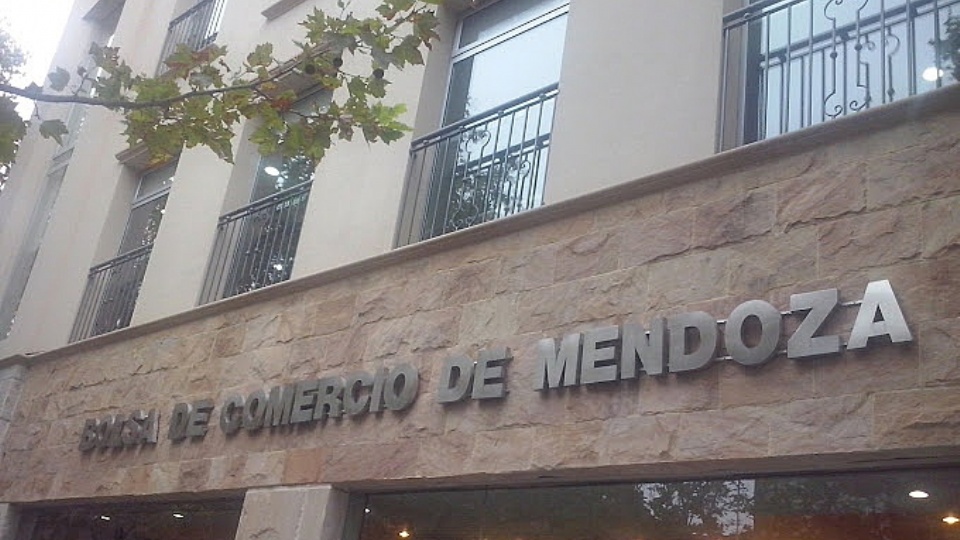 BOLSA DE COMERCIO DE MENDOZA